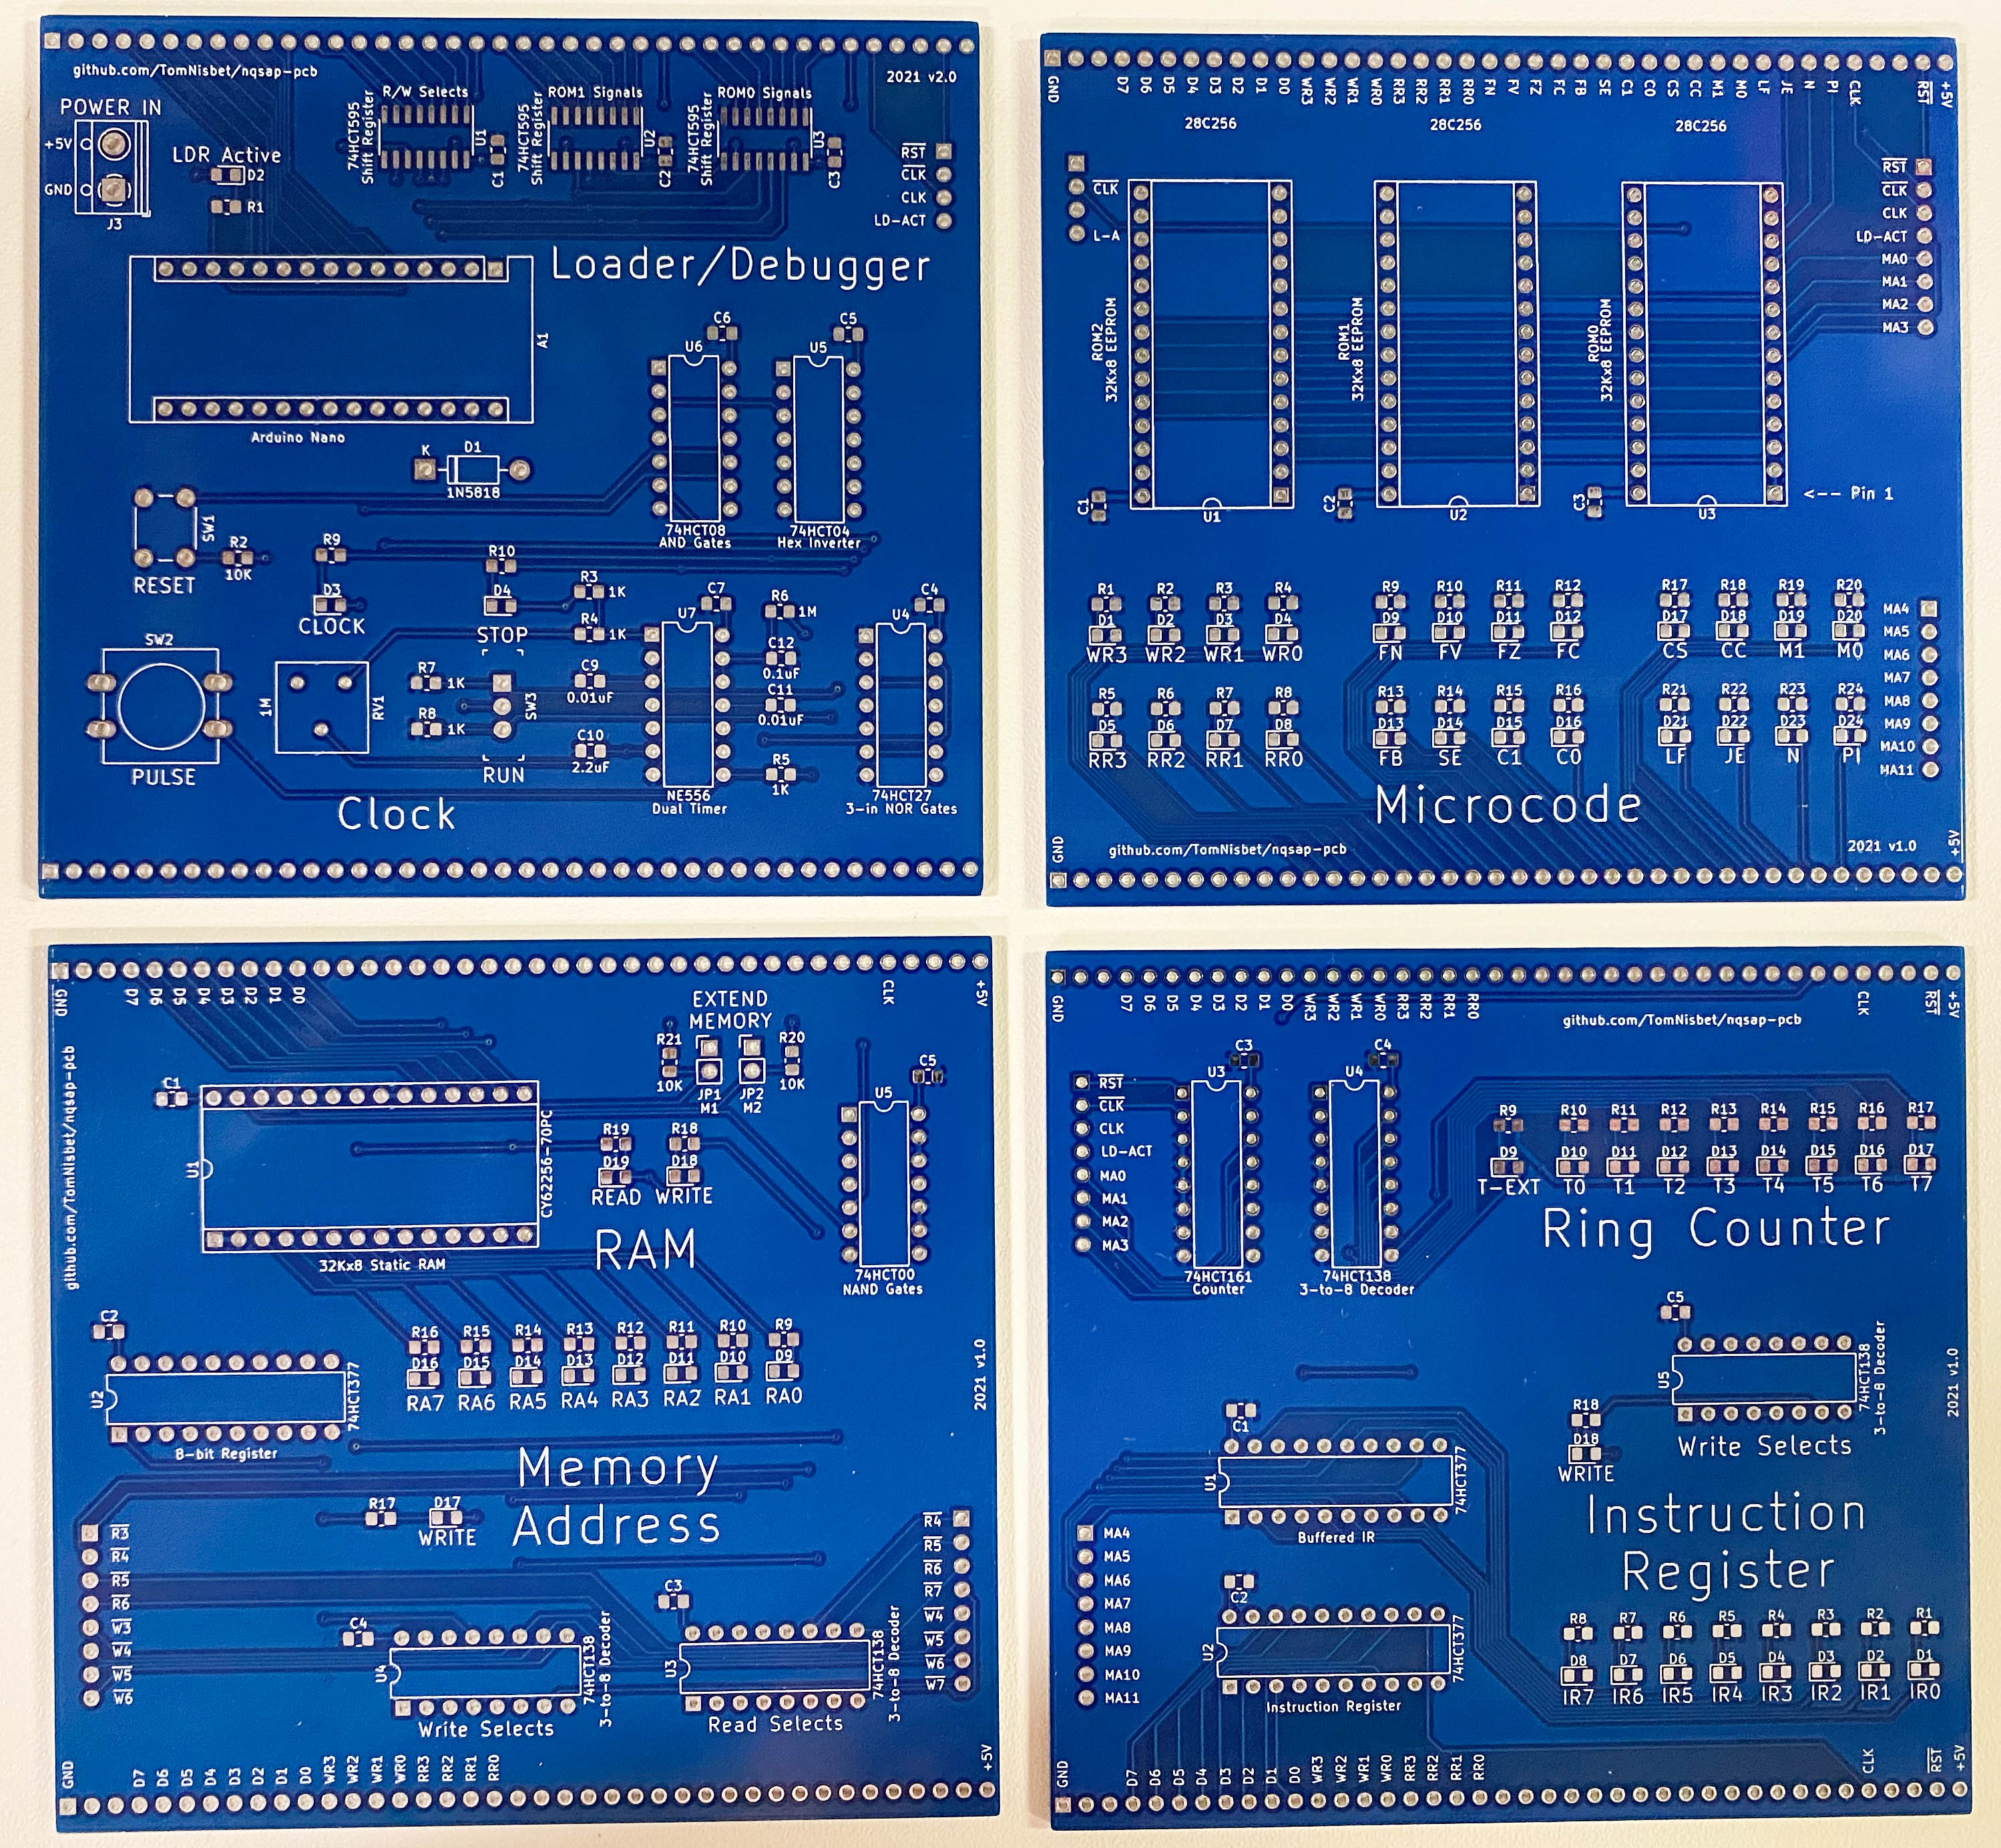 github.com/TomNisbet/nqsap-pcb
2021 v2.0
POWER IN
+5V
GND
J3
LDR Active
D2
R1
R/W Selects
74HCT595
Shift Register
U1
C1
ROM1 Signals
74HCT595
Shift Register
U2
C2
ROM0 Signals
74HCT595
Shift Register
U3
C3
RST
CLK
CLK
LD-ACT
Loader/Debugger
A1
Arduino Nano
K
D1
1N5818
C6
U6
74HCT08
AND Gates
C5
U5
74HCT04
Hex Inverter
SW1
RESET
R2
10K
R9
D3
CLOCK
R10
D4
STOP
R3
1K
R4
1K
C7
U7
NE556
Dual Timer
R6
1M
C12
0.1uF
C11
0.01uF
R5
1K
C4
U4
74HCT27
3-in NOR Gates
SW2
PULSE
1M
RV1
R7
1K
R8
1K
SW3
RUN
C9
0.01uF
C10
2.2uF
Clock
GND D7 D6 D5 D4 D3 D2 D1 D0 WR3 WR2 WR1 WR0 RR3 RR2 RR1 RR0 FN FV FZ FC FB SE C1 C0 CS CC M1 M0 LF JE N PI CLK RST +5V
28C256 28C256 28C256
CLK
L-A
ROM2
32Kx8 EEPROM
C1
U1
ROM1
32Kx8 EEPROM
C2
U2
ROM0
32Kx8 EEPROM
C3
U3
<-- Pin 1
RST
CLK
CLK
LD-ACT
MA0
MA1
MA2
MA3
R1 R2 R3 R4 R9 R10 R11 R12 R17 R18 R19 R20
D1 D2 D3 D4 D9 D10 D11 D12 D17 D18 D19 D20
WR3 WR2 WR1 WR0 FN FV FZ FC CS CC M1 M0
R5 R6 R7 R8 R13 R14 R15 R16 R21 R22 R23 R24
D5 D6 D7 D8 D13 D14 D15 D16 D21 D22 D23 D24
RR3 RR2 RR1 RR0 FB SE C1 C0 LF JE N PI
MA4
MA5
MA6
MA7
MA8
MA9
MA10
MA11
Microcode
github.com/TomNisbet/nqsap-pcb
2021 v1.0
GND
+5V
GND D7 D6 D5 D4 D3 D2 D1 D0 CLK +5V
github.com/TomNisbet/nqsap-pcb
EXTEND
MEMORY
R21
10K
JP1
M1
JP2
M2
R20
10K
C1
U1
CY62256-70PC
32Kx8 Static RAM
R19
D19
READ
R18
D18
WRITE
RAM
C5
U5
74HCT00
NAND Gates
C2
U2
74HCT377
8-bit Register
R16 R15 R14 R13 R12 R11 R10 R9
D16 D15 D14 D13 D12 D11 D10 D9
RA7 RA6 RA5 RA4 RA3 RA2 RA1 RA0
2021 v1.0
Memory
Address
R17
D17
WRITE
R3
R4
R5
R6
W3
W4
W5
W6
R4
R5
R6
R7
W4
W5
W6
W7
C4
U4
74HCT138
3-to-8 Decoder
Write Selects
C3
U3
74HCT138
3-to-8 Decoder
Read Selects
GND D7 D6 D5 D4 D3 D2 D1 D0 WR3 WR2 WR1 WR0 RR3 RR2 RR1 RR0 +5V
GND D7 D6 D5 D4 D3 D2 D1 D0 WR3 WR2 WR1 WR0 RR3 RR2 RR1 RR0 CLK RST +5V
github.com/TomNisbet/nqsap-pcb
RST
CLK
CLK
LD-ACT
MA0
MA1
MA2
MA3
C3
U3
74HCT161
Counter
C4
U4
74HCT138
3-to-8 Decoder
R9 R10 R11 R12 R13 R14 R15 R16 R17
D9 D10 D11 D12 D13 D14 D15 D16 D17
T-EXT T0 T1 T2 T3 T4 T5 T6 T7
Ring Counter
C5
U5
74HCT138
3-to-8 Decoder
Write Selects
2021 v1.0
R18
D18
WRITE
C1
U1
74HCT377
Buffered IR
Instruction
Register
MA4
MA5
MA6
MA7
MA8
MA9
MA10
MA11
C2
U2
74HCT377
Instruction Register
R8 R7 R6 R5 R4 R3 R2 R1
D8 D7 D6 D5 D4 D3 D2 D1
IR7 IR6 IR5 IR4 IR3 IR2 IR1 IR0
GND D7 D6 D5 D4 D3 D2 D1 D0 WR3 WR2 WR1 WR0 RR3 RR2 RR1 RR0 CLK RST +5V